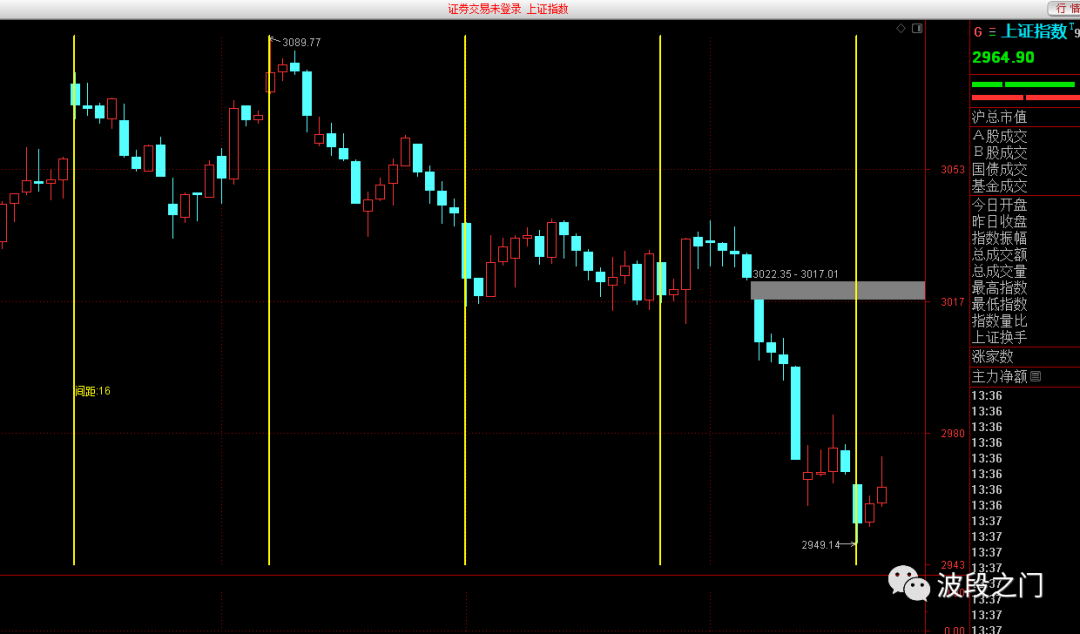 证券交易未登录 上证指数
行 情
3089.77
3053
3022.35 - 3017.01
3017
间距:16
2980
2949.14
2943
0.00
6 上证指数
2964.90
沪总市值
A股成交
B股成交
国债成交
基金成交
今日开盘
昨日收盘
指数振幅
总成交额
总成交量
最高指数
最低指数
指数量比
上证换手
涨家数
主力净额
13:36
13:36
13:36
13:36
13:36
13:36
13:36
13:36
13:37
13:37
13:37
13:37
13:37
13:37
13:37
13:37
波段之门